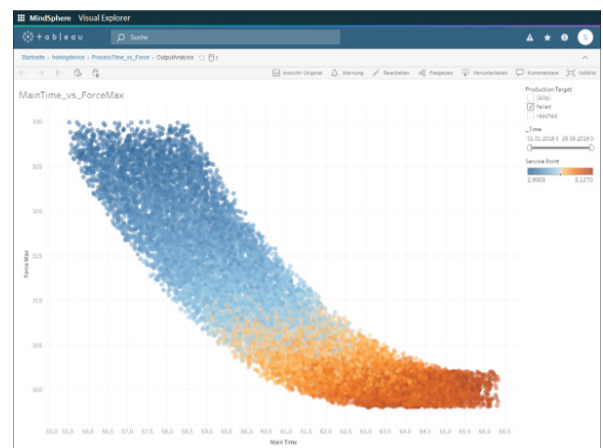 MindSphere Visual Explorer
+ableau
Suche
S
Startseite › honingdevice › ProcessTime_vs_Force › OutputAnalysis
Ansicht: Original Warnung Bearbeiten Freigeben Herunterladen Kommentare Vollbild
MainTime_vs_ForceMax
Production Target
(Alle)
failed
reached
_Time
Service Point
2,9900 3,1270
330
325
320
315
310
305
300
Force Max
55,0 55,5 56,0 56,5 57,0 57,5 58,0 58,5 59,0 59,5 60,0 60,5 61,0 61,5 62,0 62,5 63,0 63,5 64,0 64,5 65,0 65,5 66,0 66,5
Main Time